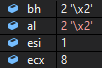 bh 2 '\x2'
al 2 '\x2'
esi 1
ecx 8